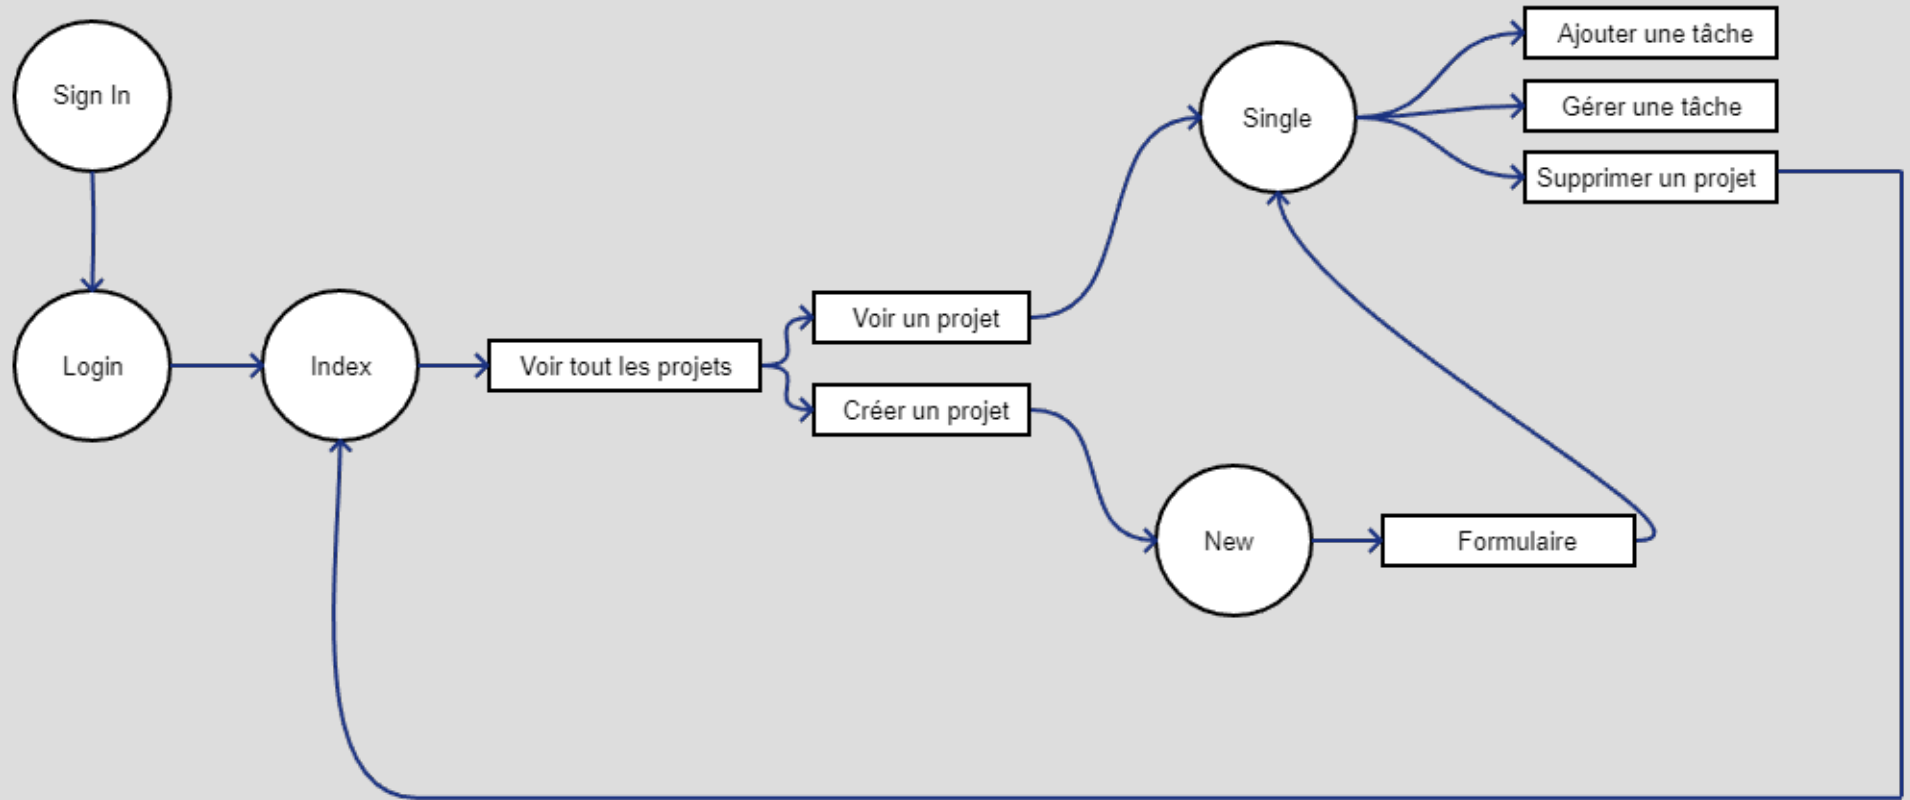 Sign In
Login
Index
Voir tout les projets
Voir un projet
Créer un projet
Single
Ajouter une tâche
Gérer une tâche
Supprimer un projet
New
Formulaire